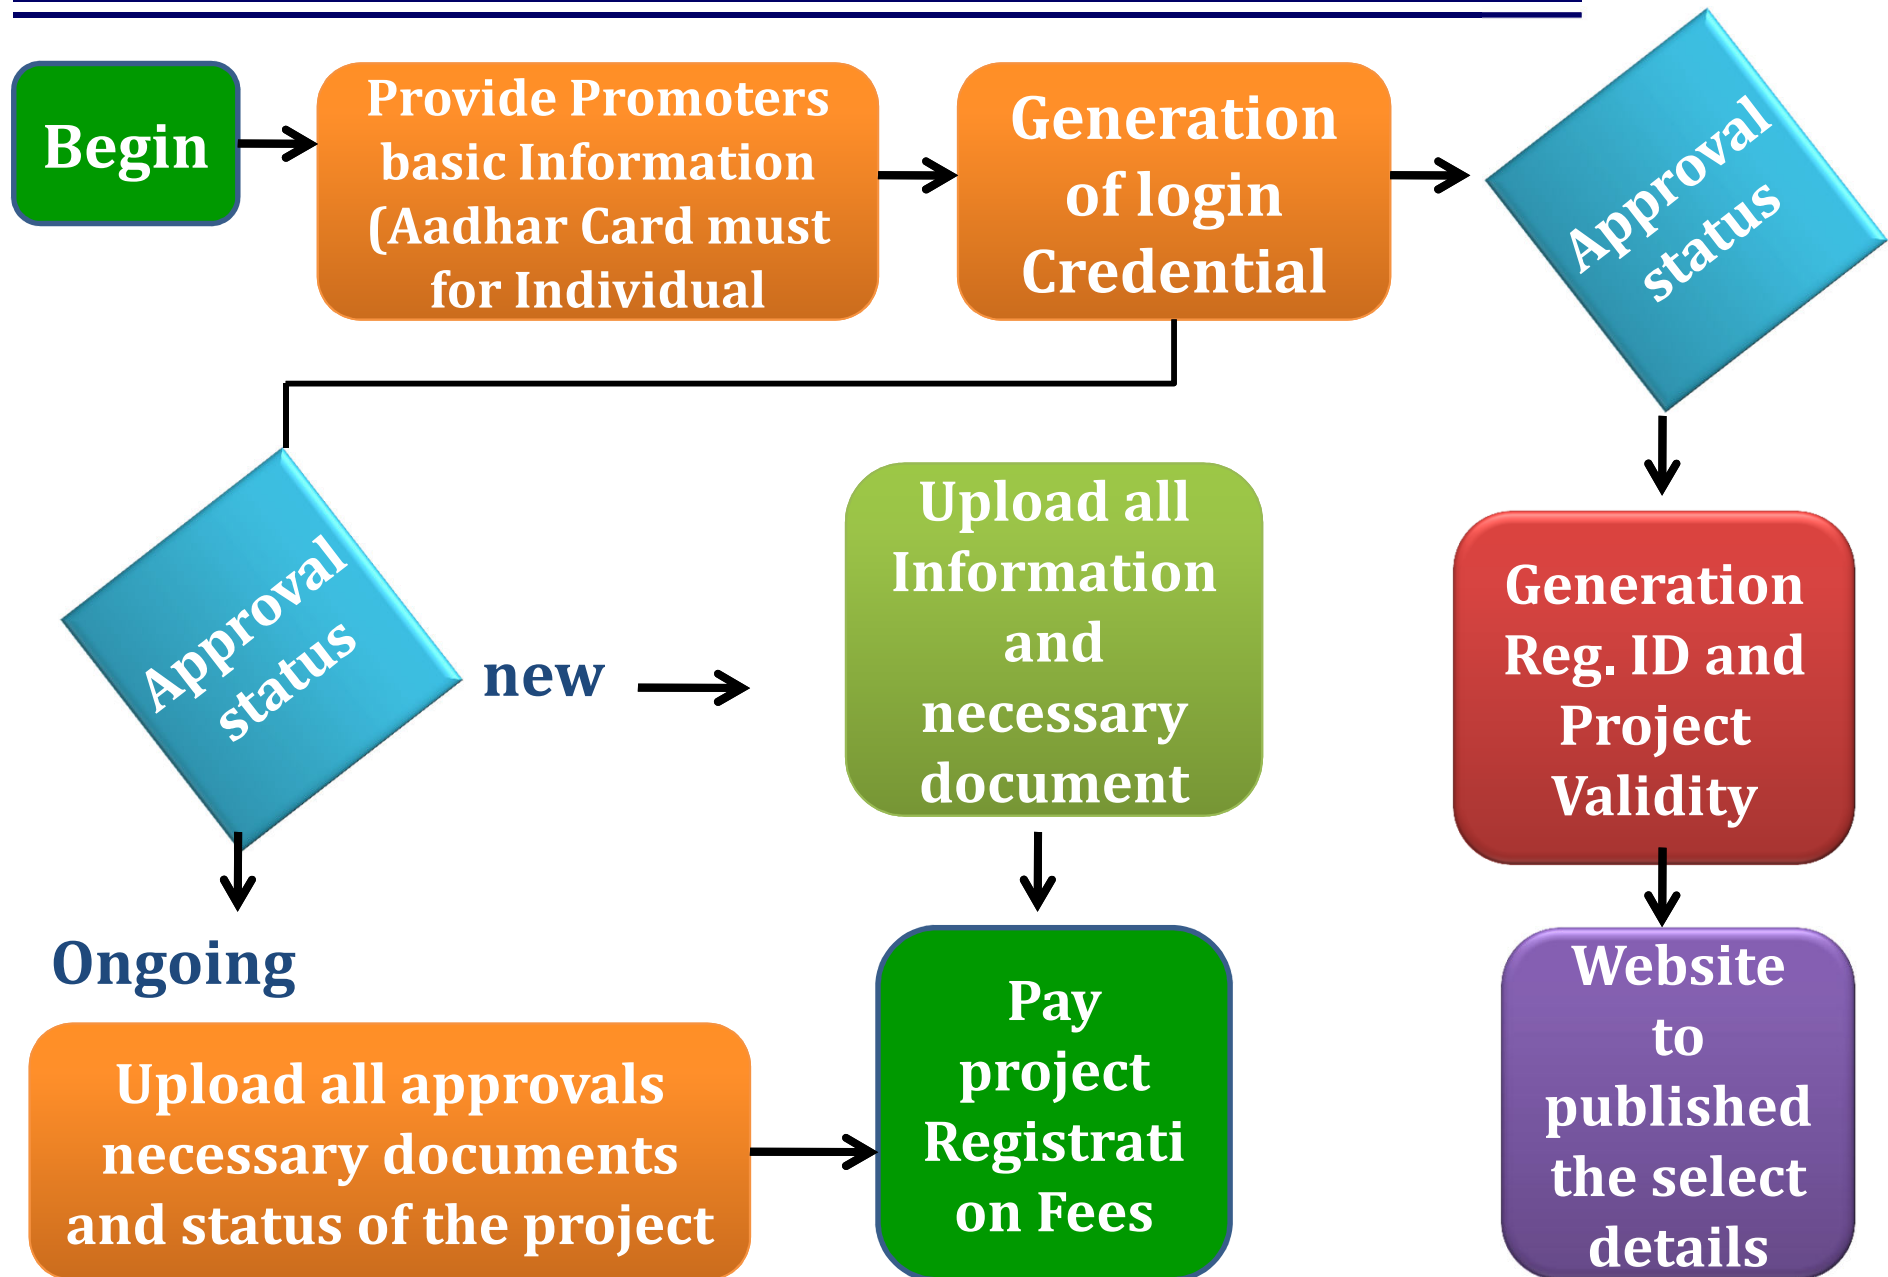 Begin
Provide Promoters
basic Information
(Aadhar Card must
for Individual
Generation
of login
Credential
Approval
status
Approval
status
new
Upload all
Information
and
necessary
document
Generation
Reg. ID and
Project
Validity
Ongoing
Upload all approvals
necessary documents
and status of the project
Pay
project
Registrati
on Fees
Website
to
published
the select
details